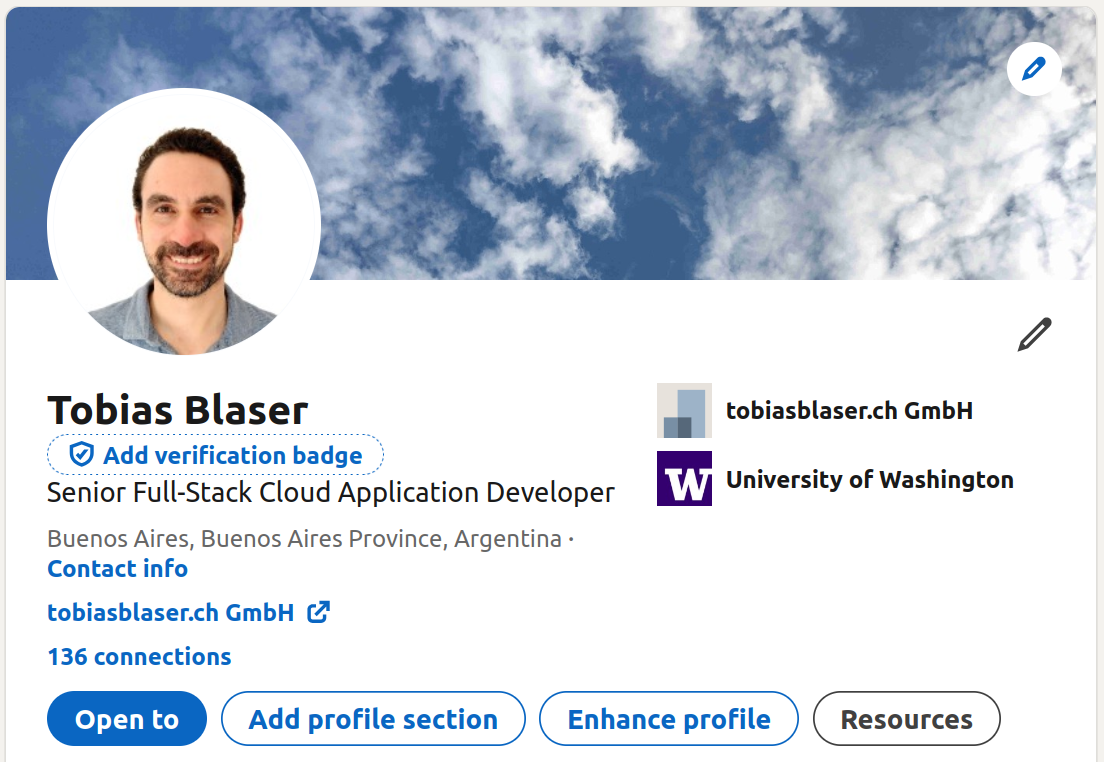 Tobias Blaser
Add verification badge
Senior Full-Stack Cloud Application Developer
Buenos Aires, Buenos Aires Province, Argentina ·
Contact info
tobiasblaser.ch GmbH
136 connections
tobiasblaser.ch GmbH
W
University of Washington
Open to
Add profile section
Enhance profile
Resources